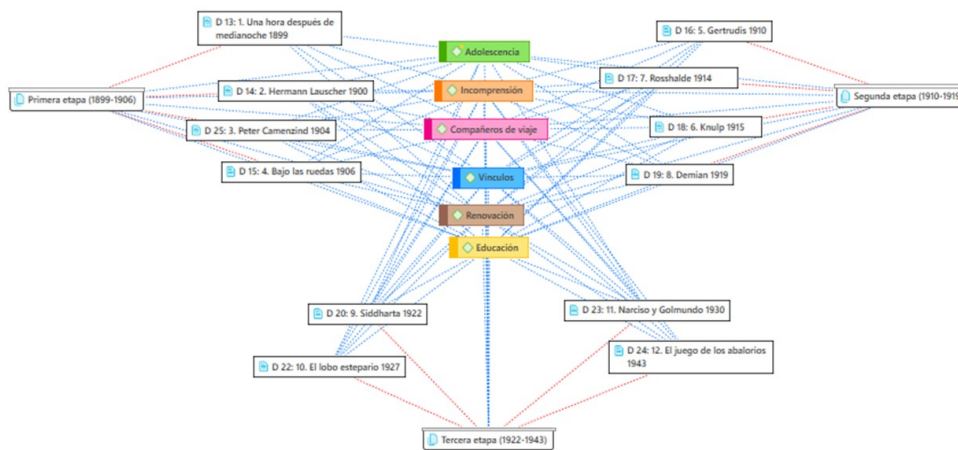 D 13: 1. Una hora después de
medianoche 1899
D 16: 5. Gertrudis 1910
Adolescencia
D 17: 7. Rosshalde 1914
D 14: 2. Hermann Lauscher 1900
Incomprensión
Primera etapa (1899-1906)
Segunda etapa (1910-1919)
Compañeros de viaje
D 25: 3. Peter Camenzind 1904
D 18: 6. Knulp 1915
D 15: 4. Bajo las ruedas 1906
Vínculos
D 19: 8. Demian 1919
Renovación
Educación
D 20: 9. Siddharta 1922
D 23: 11. Narciso y Golmundo 1930
D 22: 10. El lobo estepario 1927
D 24: 12. El juego de los abalorios
1943
Tercera etapa (1922-1943)